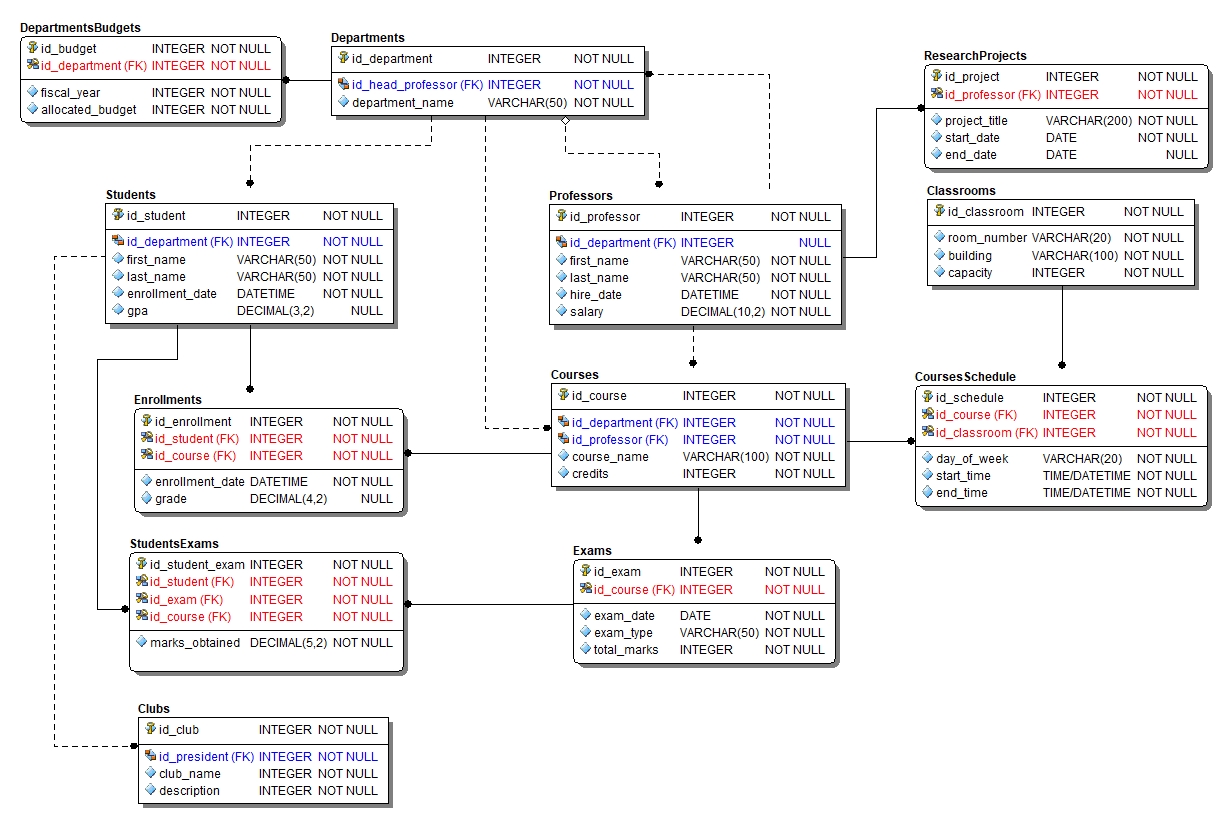 DepartmentsBudgets
id_budget INTEGER NOT NULL
id_department (FK) INTEGER NOT NULL
fiscal_year INTEGER NOT NULL
allocated_budget INTEGER NOT NULL
Departments
id_department INTEGER NOT NULL
id_head_professor (FK) INTEGER NOT NULL
department_name VARCHAR(50) NOT NULL
ResearchProjects
id_project INTEGER NOT NULL
id_professor (FK) INTEGER NOT NULL
project_title VARCHAR(200) NOT NULL
start_date DATE NOT NULL
end_date DATE NULL
Students
id_student INTEGER NOT NULL
id_department (FK) INTEGER NOT NULL
first_name VARCHAR(50) NOT NULL
last_name VARCHAR(50) NOT NULL
enrollment_date DATETIME NOT NULL
gpa DECIMAL(3,2) NULL
Professors
id_professor INTEGER NOT NULL
id_department (FK) INTEGER NULL
first_name VARCHAR(50) NOT NULL
last_name VARCHAR(50) NOT NULL
hire_date DATETIME NOT NULL
salary DECIMAL(10,2) NOT NULL
Classrooms
id_classroom INTEGER NOT NULL
room_number VARCHAR(20) NOT NULL
building VARCHAR(100) NOT NULL
capacity INTEGER NOT NULL
Enrollments
id_enrollment INTEGER NOT NULL
id_student (FK) INTEGER NOT NULL
id_course (FK) INTEGER NOT NULL
enrollment_date DATETIME NOT NULL
grade DECIMAL(4,2) NULL
Courses
id_course INTEGER NOT NULL
id_department (FK) INTEGER NOT NULL
id_professor (FK) INTEGER NOT NULL
course_name VARCHAR(100) NOT NULL
credits INTEGER NOT NULL
CoursesSchedule
id_schedule INTEGER NOT NULL
id_course (FK) INTEGER NOT NULL
id_classroom (FK) INTEGER NOT NULL
day_of_week VARCHAR(20) NOT NULL
start_time TIME/DATETIME NOT NULL
end_time TIME/DATETIME NOT NULL
StudentsExams
id_student_exam INTEGER NOT NULL
id_student (FK) INTEGER NOT NULL
id_exam (FK) INTEGER NOT NULL
id_course (FK) INTEGER NOT NULL
marks_obtained DECIMAL(5,2) NOT NULL
Exams
id_exam INTEGER NOT NULL
id_course (FK) INTEGER NOT NULL
exam_date DATE NOT NULL
exam_type VARCHAR(50) NOT NULL
total_marks INTEGER NOT NULL
Clubs
id_club INTEGER NOT NULL
id_president (FK) INTEGER NOT NULL
club_name INTEGER NOT NULL
description INTEGER NOT NULL